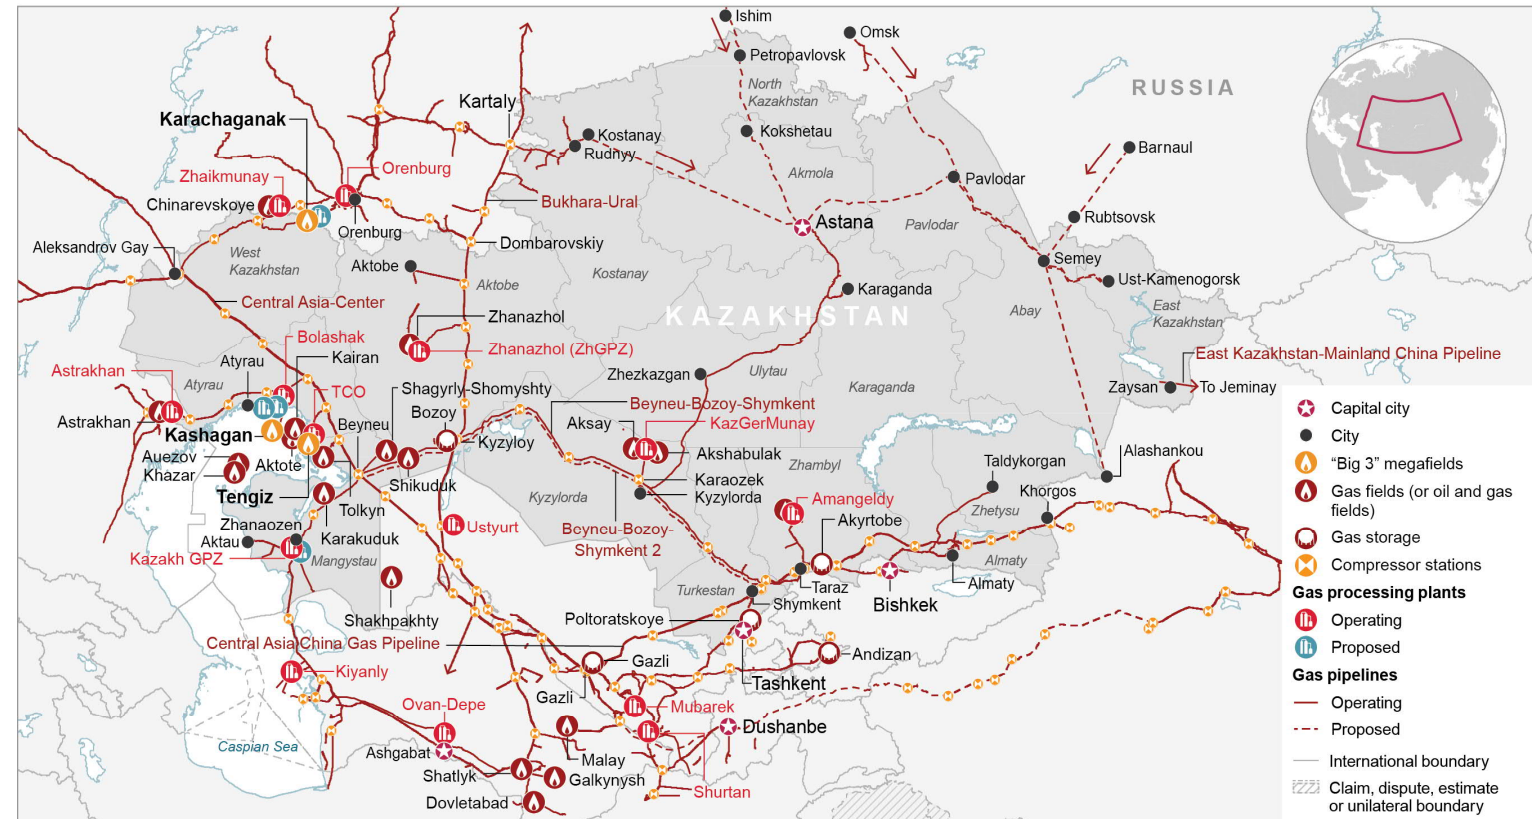 Ishim
Omsk
Petropavlovsk
RUSSIA
North
Kazakhstan
Kartaly
Karachaganak
Kostanay
Rudnyy
Kokshetau
Barnaul
Orenburg
Zhaikmunay
Akmola
Pavlodar
Chinarevskoye
Bukhara-Ural
Rubtsovsk
Astana
Pavlodar
Orenburg
Aleksandrov Gay
West
Kazakhstan
Dombarovskiy
Aktobe
Kostanay
Semey
Aktobe
Ust-Kamenogorsk
Karaganda
Central Asia-Center
East
Kazakhstan
Abay
Zhanazhol
KAZAKHSTAN
Bolashak
Zhanazhol (ZhGPZ)
Kairan
East Kazakhstan-Mainland China Pipeline
Atyrau
Astrakhan
Zhezkazgan
Ulytau
Atyrau
TCO
Shagyrly-Shomyshty
Karaganda
Zaysan
To Jeminay
Beyneu-Bozoy-Shymkent
Bozoy
Astrakhan
Aksay
KazGerMunay
Beyneu
Kashagan
Kyzyloy
Akshabulak
Alashankou
Auezov
Aktote
Khazar
Zhambyl
Taldykorgan
Karaozek
Shikuduk
Kyzylorda
Khorgos
Tengiz
Kyzylorda
Amangeldy
Tolkyn
Zhetysu
Akyrtobe
Zhanaozen
Ustyurt
Beyneu-Bozoy-
Shymkent 2
Aktau
Karakuduk
Kazakh GPZ
Mangystau
Almaty
Almaty
Turkestan
Taraz
Shymkent
Bishkek
Shakhpakhty
Poltoratskoye
Central Asia China Gas Pipeline
Andizan
Gazli
Kiyanly
Tashkent
Gazli
Ovan-Depe
Mubarek
Dushanbe
Caspian Sea
Ashgabat
Malay
Shatlyk
Galkynysh
Shurtan
Dovletabad
Capital city
City
“Big 3” megafields
Gas fields (or oil and gas
fields)
Gas storage
Compressor stations
Gas processing plants
Operating
Proposed
Gas pipelines
Operating
Proposed
International boundary
Claim, dispute, estimate
or unilateral boundary